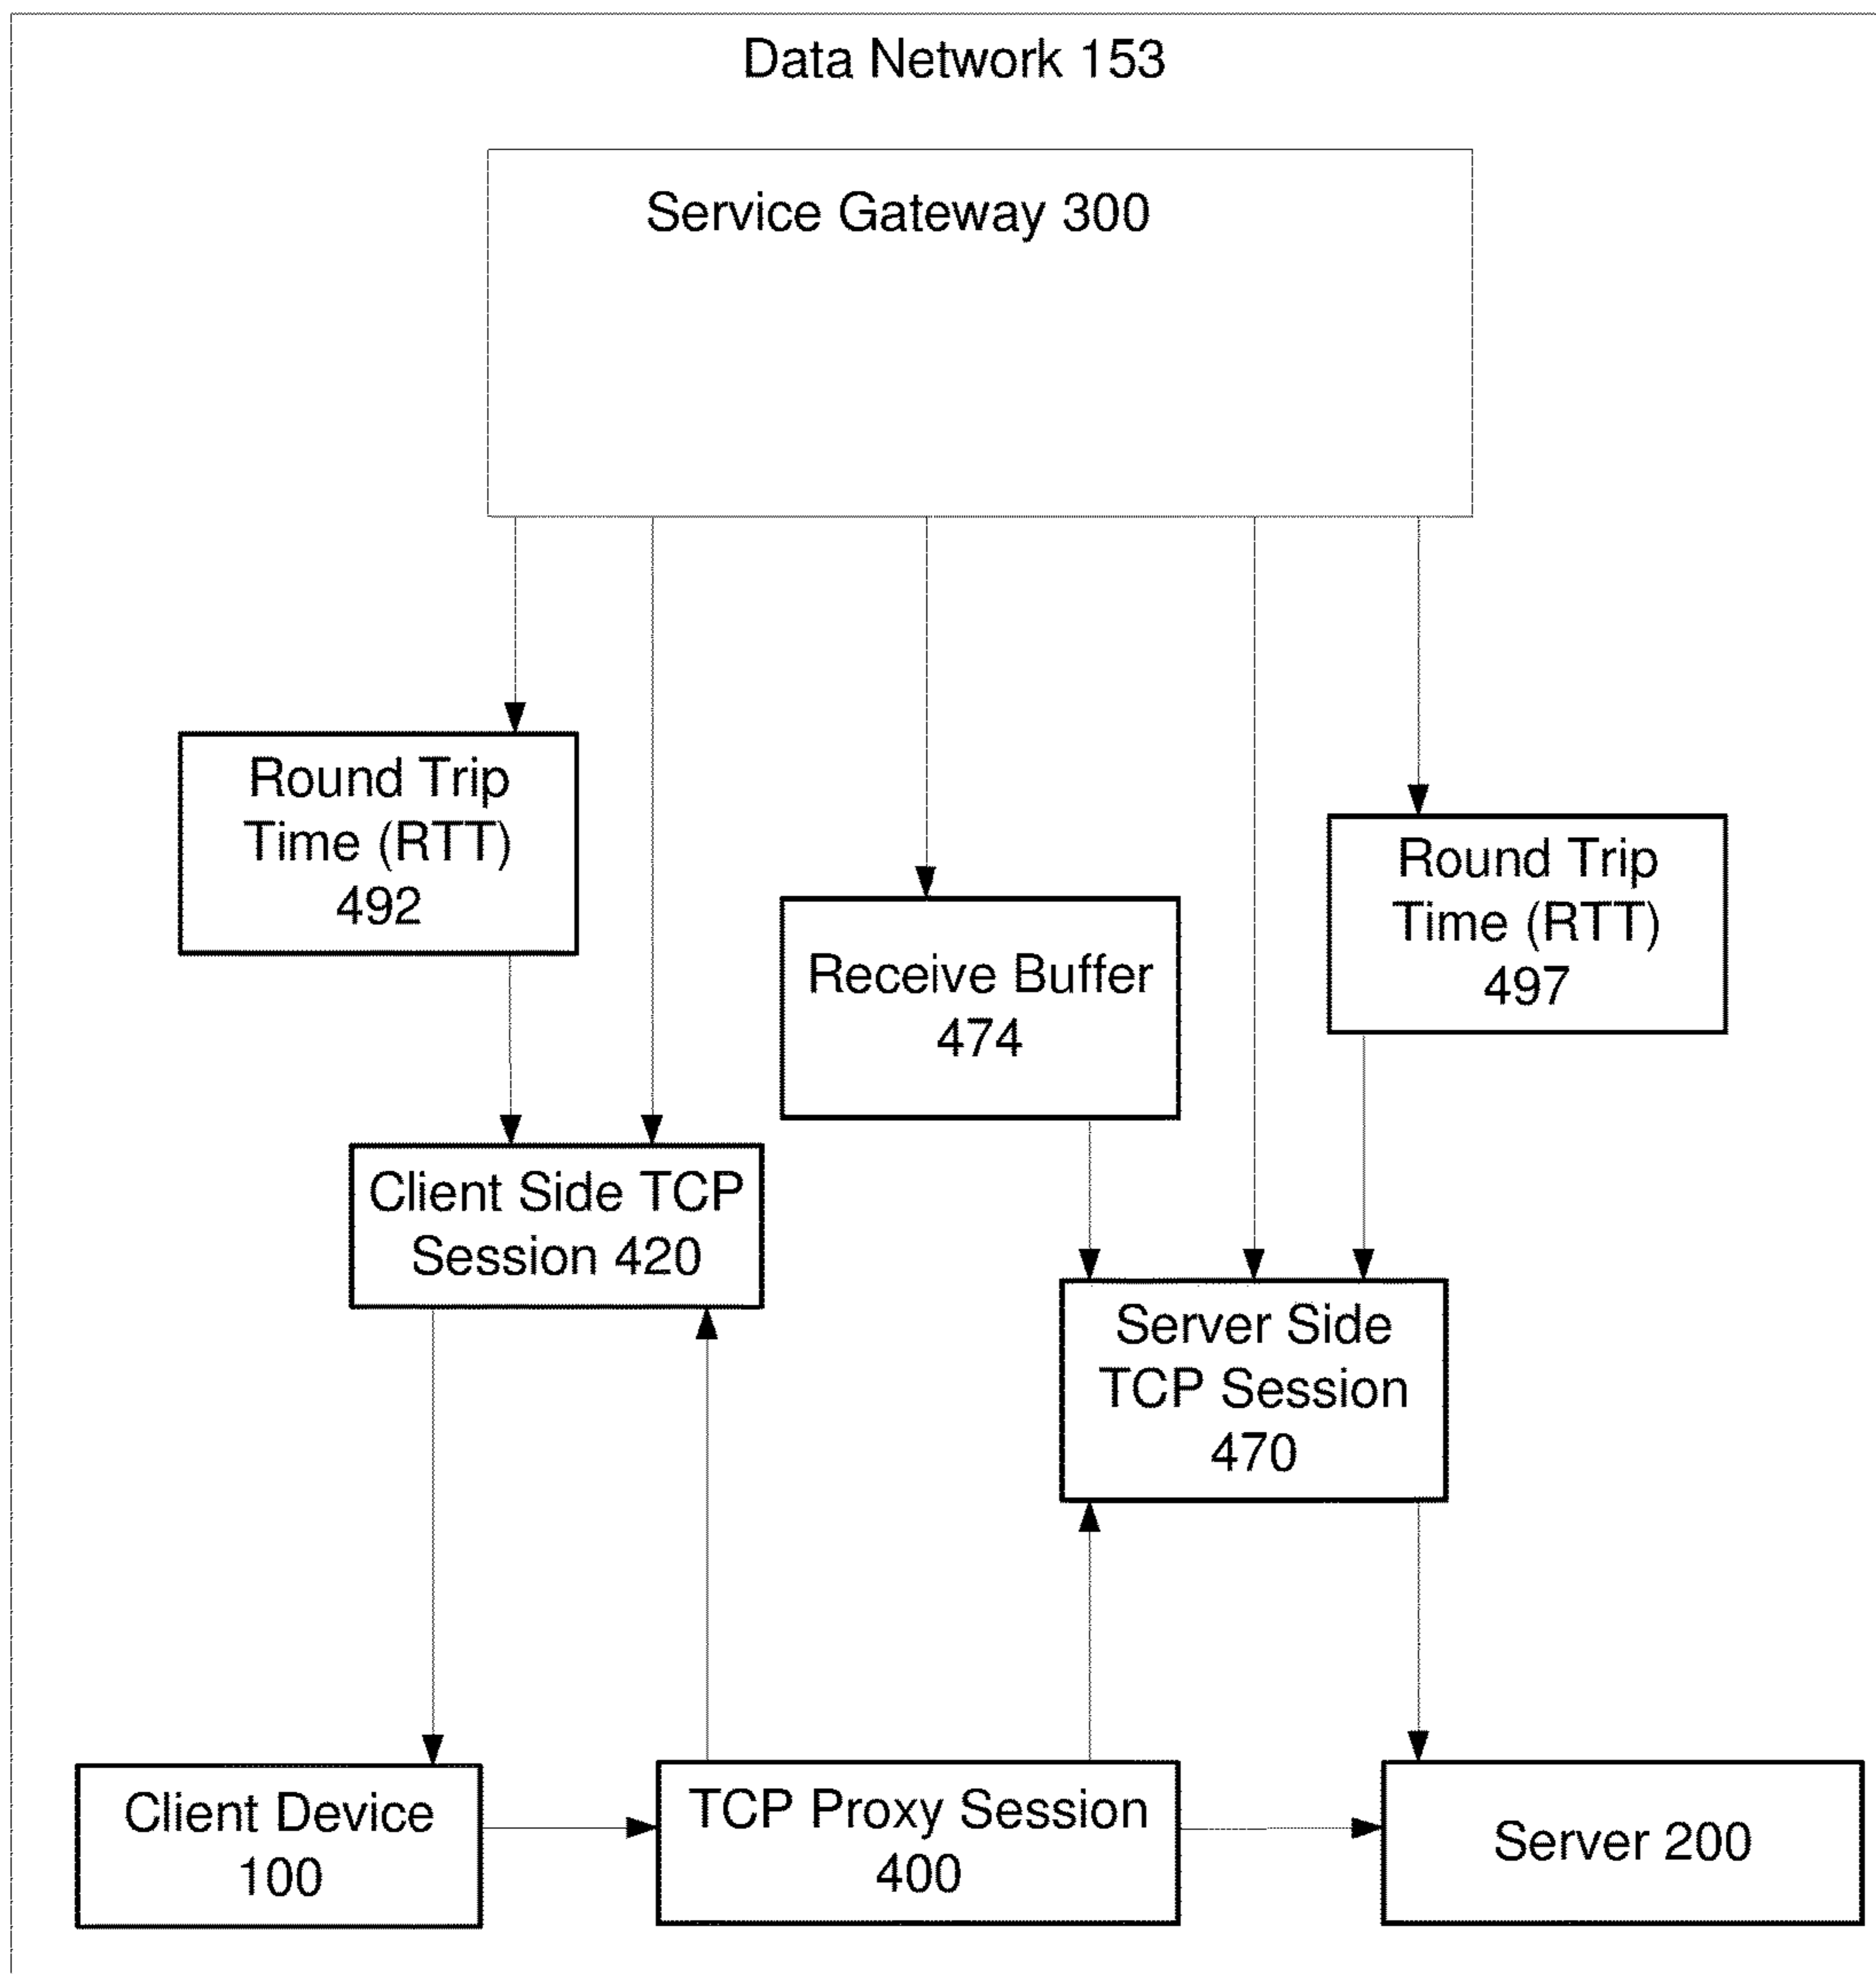 Data Network 153
Service Gateway 300
Round Trip
Time (RTT)
492
Round Trip
Time (RTT)
497
Receive Buffer
474
Client Side TCP
Session 420
Server Side
TCP Session
470
Client Device
100
TCP Proxy Session
400
Server 200